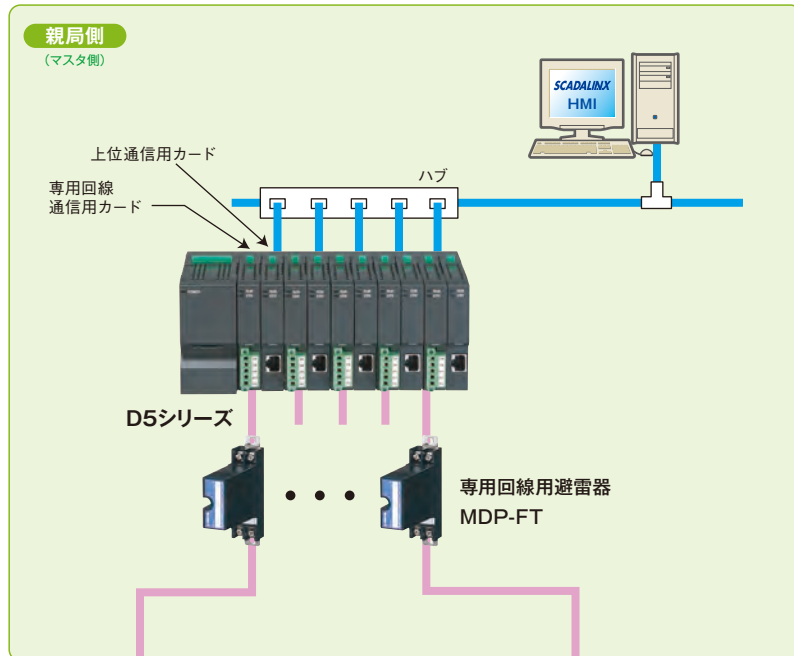 親局側
(マスタ側)
SCADALINX
HMI
上位通信用カード
ハブ
専用回線
通信用カード
D5シリーズ
専用回線用避雷器
MDP-FT